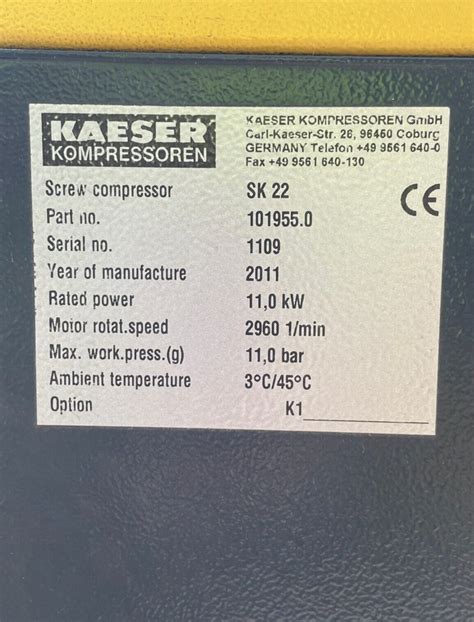 KAESER
KOMPRESSOREN
KAESER KOMPRESSOREN GmbH
Carl-Kaeser-Str. 26, 96450 Coburg
GERMANY Telefon +49 9561 640-0
Fax +49 9561 640-130
CE
Screw compressor SK 22
Part no. 101955.0
Serial no. 1109
Year of manufacture 2011
Rated power 11,0 kW
Motor rotat.speed 2960 1/min
Max. work.press.(g) 11,0 bar
Ambient temperature 3°C/45°C
Option K1